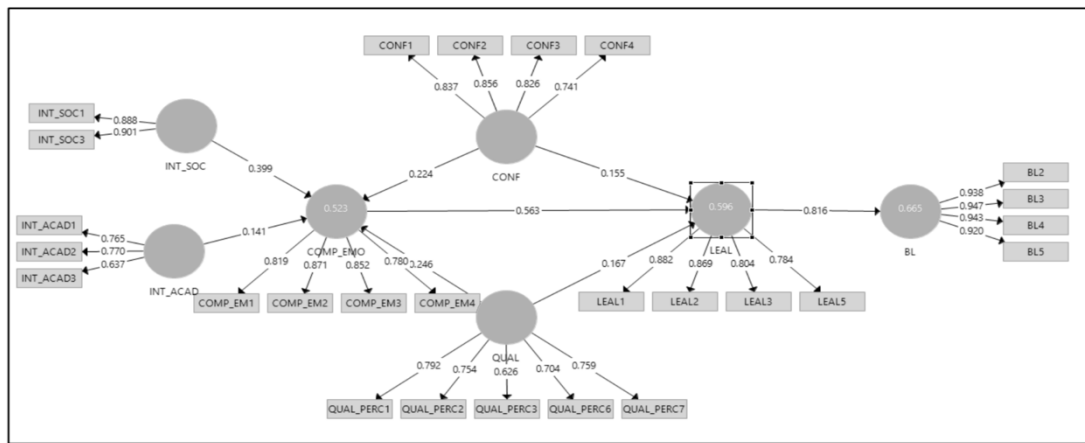 CONF1 CONF2 CONF3 CONF4
0.837 0.856 0.826 0.741
INT_SOC1
INT_SOC3
0.888
0.901
INT_SOC
CONF
0.399
0.224
0.155
BL2
BL3
BL4
BL5
0.938
0.947
0.943
0.920
0.523
0.563
0.596
0.816
0.665
INT_ACAD1
INT_ACAD2
INT_ACAD3
0.765
0.770
0.637
0.141
COMP_EMO
LEAL
BL
INT_ACAD
0.819 0.871 0.852 0.780 0.246
0.167
0.882 0.869 0.804 0.784
COMP_EM1 COMP_EM2 COMP_EM3 COMP_EM4
LEAL1 LEAL2 LEAL3 LEAL5
QUAL
0.792 0.754 0.626 0.704 0.759
QUAL_PERC1 QUAL_PERC2 QUAL_PERC3 QUAL_PERC6 QUAL_PERC7